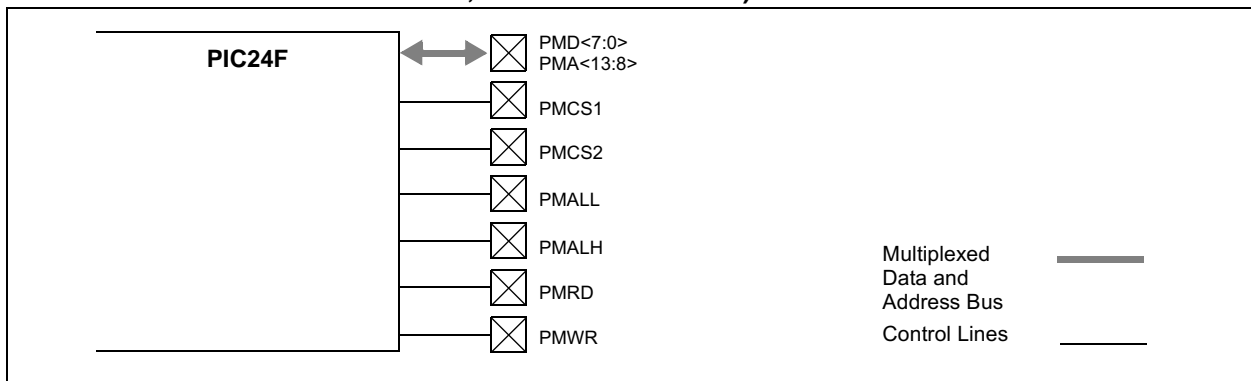 PIC24F
PMD<7:0>
PMA<13:8>
PMCS1
PMCS2
PMALL
PMALH
PMRD
PMWR
Multiplexed
Data and
Address Bus
Control Lines